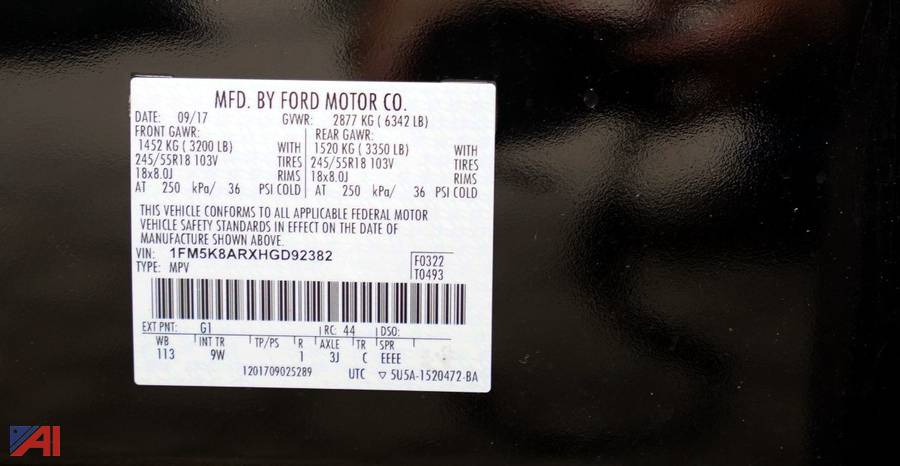 MFD. BY FORD MOTOR CO.
DATE: 09/17 GVWR: 2877 KG ( 6342 LB)
FRONT GAWR: REAR GAWR:
1452 KG ( 3200 LB) WITH 1520 KG ( 3350 LB) WITH
245/55R18 103V TIRES 245/55R18 103V TIRES
18x8.0J RIMS 18x8.0J RIMS
AT 250 kPa/ 36 PSI COLD AT 250 kPa/ 36 PSI COLD
THIS VEHICLE CONFORMS TO ALL APPLICABLE FEDERAL MOTOR
VEHICLE SAFETY STANDARDS IN EFFECT ON THE DATE OF
MANUFACTURE SHOWN ABOVE.
VIN: 1FM5K8ARXHGD92382 F0322
TYPE: MPV T0493
EXT PNT: G1 RC: 44 DSO:
WB INT TR TP/PS R AXLE TR SPR
113 9W 1 3J C EEEE
1201709025289 UTC ▽ 5U5A-1520472-BA
AI